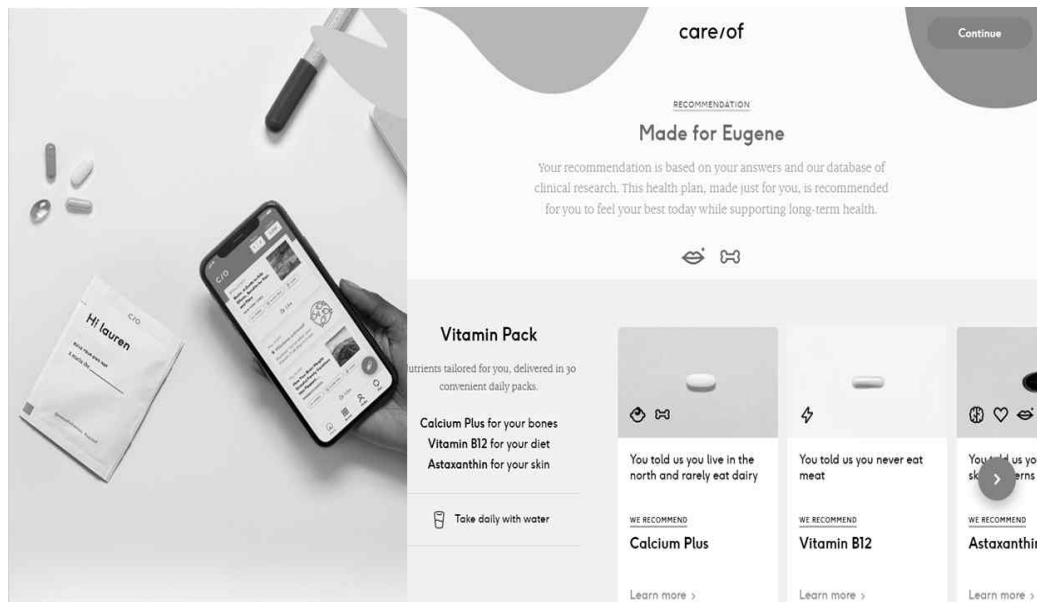 Hi lauren
c/o
care/of
Continue
RECOMMENDATION
Made for Eugene
Your recommendation is based on your answers and our database of
clinical research. This health plan, made just for you, is recommended
for you to feel your best today while supporting long-term health.
Vitamin Pack
utrients tailored for you, delivered in 30
convenient daily packs.
Calcium Plus for your bones
Vitamin B12 for your diet
Astaxanthin for your skin
Take daily with water
You told us you live in the
north and rarely eat dairy
WE RECOMMEND
Calcium Plus
Learn more >
You told us you never eat
meat
WE RECOMMEND
Vitamin B12
Learn more >
WE RECOMMEND
Astaxanthin
Learn more >